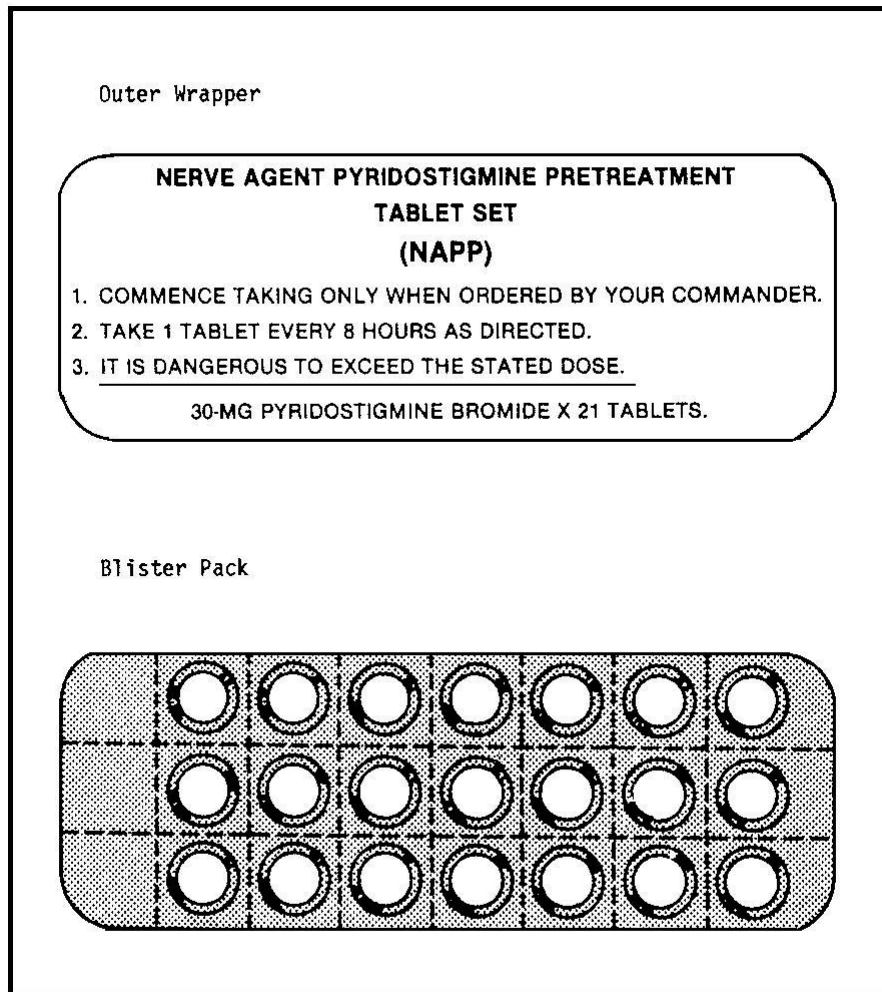 Outer Wrapper
NERVE AGENT PYRIDOSTIGMINE PRETREATMENT
TABLET SET
(NAPP)
1. COMMENCE TAKING ONLY WHEN ORDERED BY YOUR COMMANDER.
2. TAKE 1 TABLET EVERY 8 HOURS AS DIRECTED.
3. IT IS DANGEROUS TO EXCEED THE STATED DOSE.
30-MG PYRIDOSTIGMINE BROMIDE X 21 TABLETS.
Blister Pack